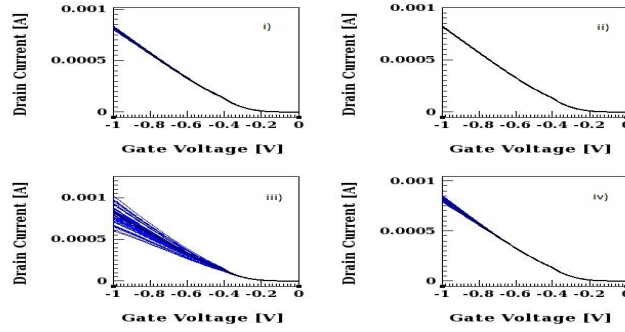 Drain Current [A]
0.001
0.0005
0
i)
-1 -0.8 -0.6 -0.4 -0.2 0
Gate Voltage [V]
Drain Current [A]
0.001
0.0005
0
ii)
-1 -0.8 -0.6 -0.4 -0.2 0
Gate Voltage [V]
Drain Current [A]
0.001
0.0005
0
iii)
-1 -0.8 -0.6 -0.4 -0.2 0
Gate Voltage [V]
Drain Current [A]
0.001
0.0005
0
iv)
-1 -0.8 -0.6 -0.4 -0.2 0
Gate Voltage [V]